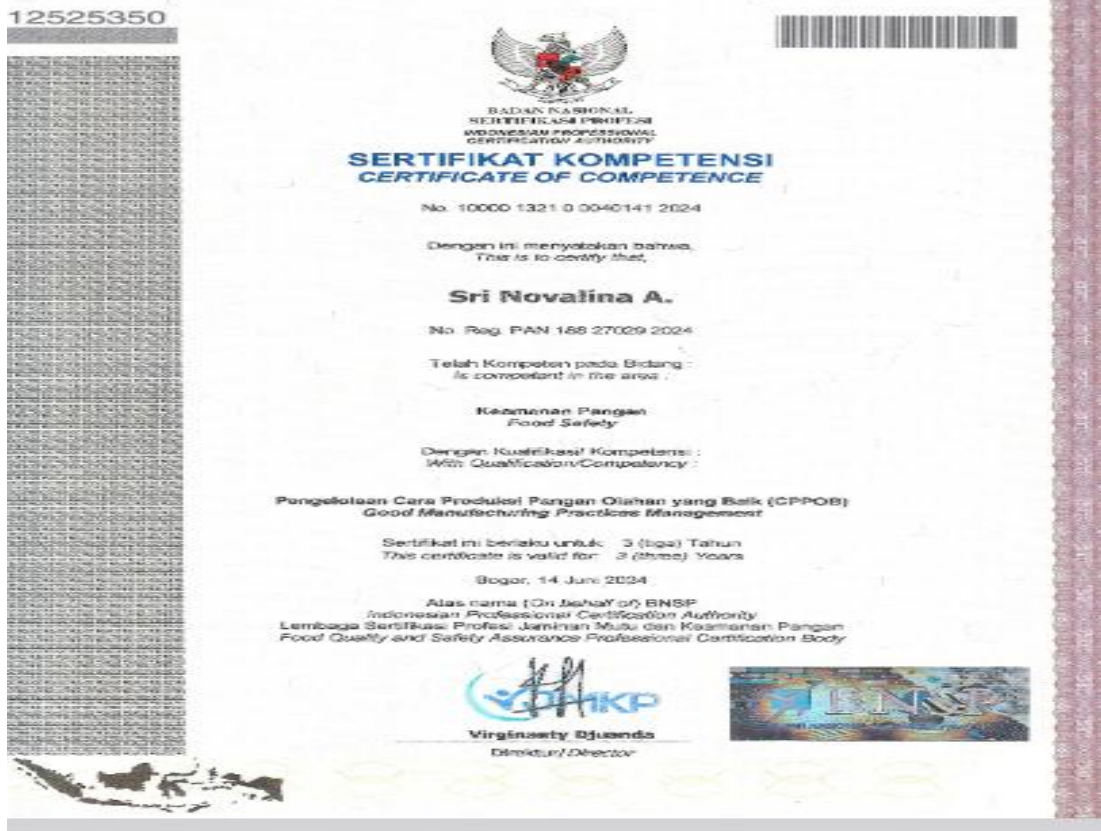 12525350
BADAN NASIONAL
SERTIFIKASI PROFESI
INDONESIAN PROFESSIONAL
CERTIFICATION AUTHORITY
SERTIFIKAT KOMPETENSI
CERTIFICATE OF COMPETENCE
No. 10000 1321 0 0040141 2024
Dengan ini menyatakan bahwa,
This is to certify that,
Sri Novalina A.
No. Reg. PAN 188 27029 2024
Telah Kompeten pada Bidang :
Is competent in the area :
Keamanan Pangan
Food Safety
Dengan Kualifikasi/ Kompetensi :
With Qualification/Competency :
Pengelolaan Cara Produksi Pangan Olahan yang Baik (CPPOB)
Good Manufacturing Practices Management
Sertifikat ini berlaku untuk : 3 (tiga) Tahun
This certificate is valid for: 3 (three) Years
Bogor, 14 Juni 2024
Atas nama (On behalf of) BNSP
Indonesian Professional Certification Authority
Lembaga Sertifikasi Profesi Jaminan Mutu dan Keamanan Pangan
Food Quality and Safety Assurance Professional Certification Body
BNSP
Director/Director